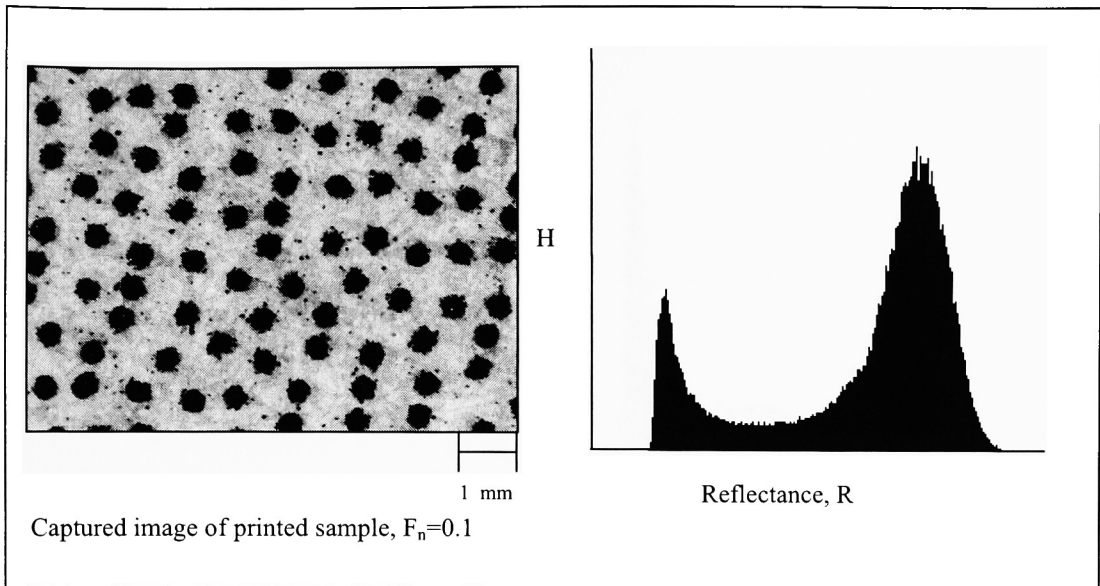 H
1 mm
Reflectance, R
Captured image of printed sample, Fₙ=0.1